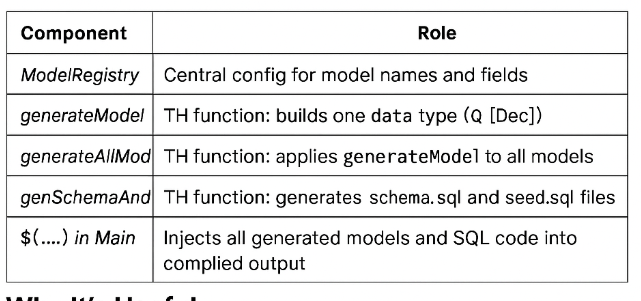 Component Role
ModelRegistry Central config for model names and fields
generateModel TH function: builds one data type (Q [Dec])
generateAllMod TH function: applies generateModel to all models
genSchemaAnd TH function: generates schema.sql and seed.sql files
$(....) in Main Injects all generated models and SQL code into
complied output